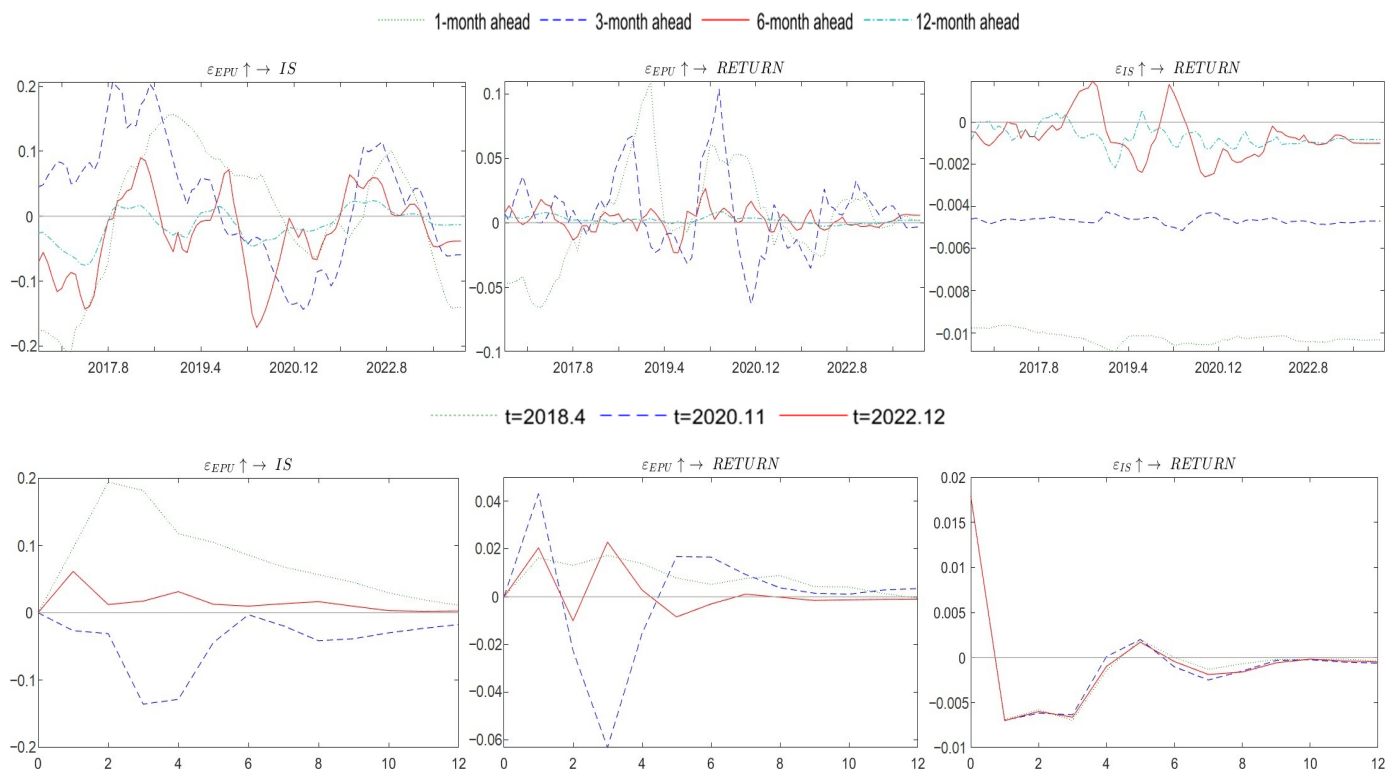 1-month ahead 3-month ahead 6-month ahead 12-month ahead
ε_EPU ↑ → IS
0.2
0.1
0
−0.1
−0.2
2017.8 2019.4 2020.12 2022.8
ε_EPU ↑ → RETURN
0.1
0.05
0
−0.05
−0.1
2017.8 2019.4 2020.12 2022.8
ε_IS ↑ → RETURN
0
−0.002
−0.004
−0.006
−0.008
−0.01
2017.8 2019.4 2020.12 2022.8
t=2018.4 t=2020.11 t=2022.12
ε_EPU ↑ → IS
0.2
0.1
0
−0.1
−0.2
0 2 4 6 8 10 12
ε_EPU ↑ → RETURN
0.04
0.02
0
−0.02
−0.04
−0.06
0 2 4 6 8 10 12
ε_IS ↑ → RETURN
0.02
0.015
0.01
0.005
0
−0.005
−0.01
0 2 4 6 8 10 12